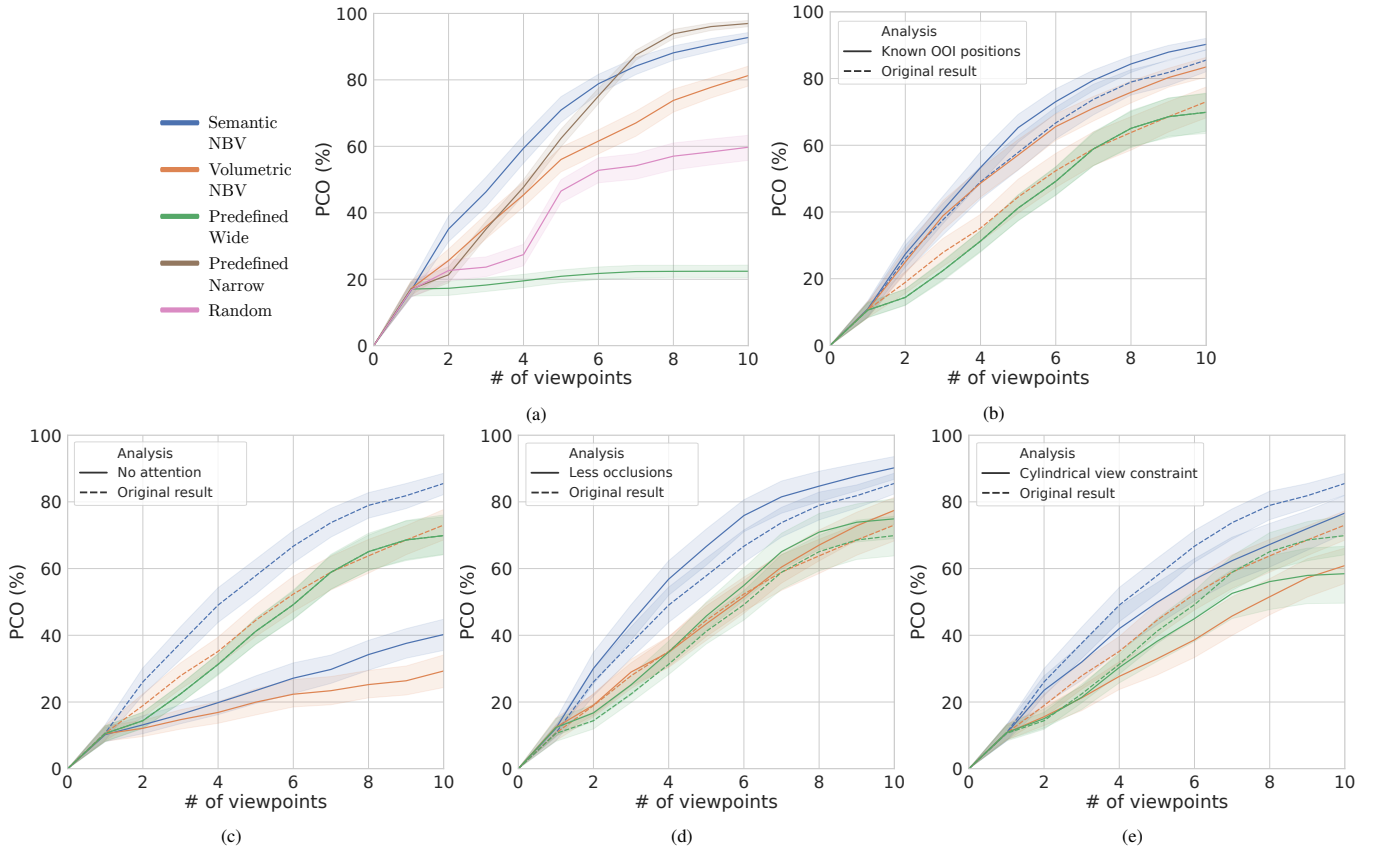 Semantic
NBV
Volumetric
NBV
Predefined
Wide
Predefined
Narrow
Random
100
80
60
40
20
0
PCO (%)
0 2 4 6 8 10
# of viewpoints
(a)
100
80
60
40
20
0
PCO (%)
Analysis
Known OOI positions
Original result
0 2 4 6 8 10
# of viewpoints
(b)
100
80
60
40
20
0
PCO (%)
Analysis
No attention
Original result
0 2 4 6 8 10
# of viewpoints
(c)
100
80
60
40
20
0
PCO (%)
Analysis
Less occlusions
Original result
0 2 4 6 8 10
# of viewpoints
(d)
100
80
60
40
20
0
PCO (%)
Analysis
Cylindrical view constraint
Original result
0 2 4 6 8 10
# of viewpoints
(e)